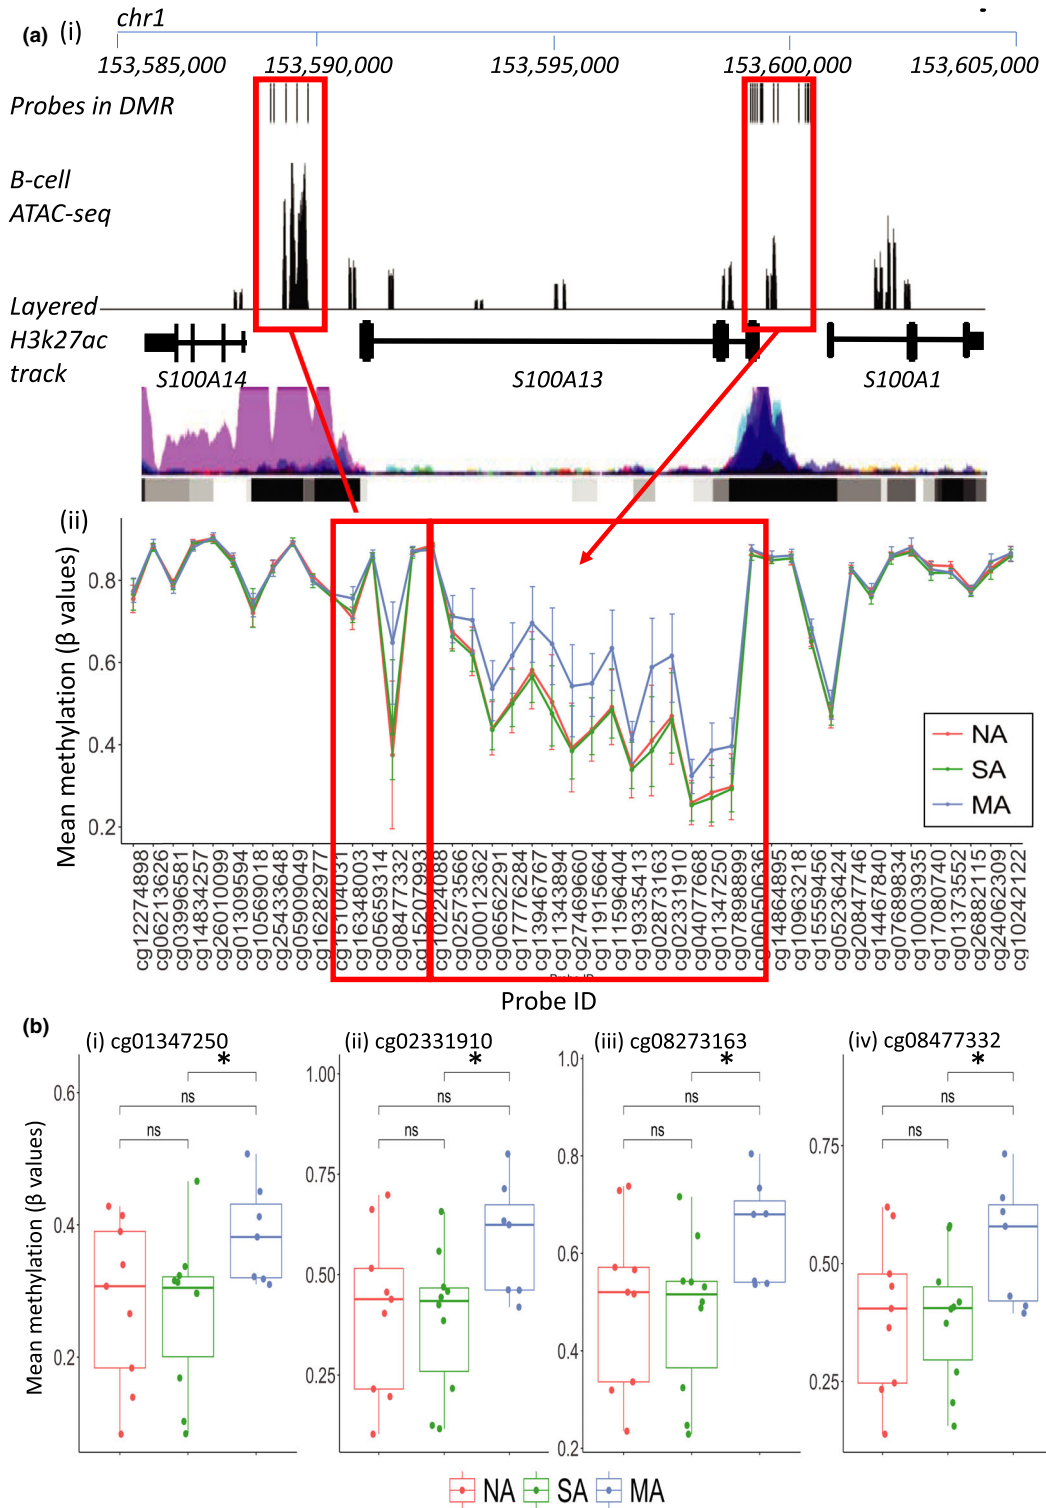 chr1
(a) (i)
153,585,000 153,590,000 153,595,000 153,600,000 153,605,000
Probes in DMR
B-cell
ATAC-seq
Layered
H3k27ac
track
S100A14 S100A13 S100A1
(ii)
Mean methylation (β values)
0.8
0.6
0.4
0.2
NA
SA
MA
cg12274898
cg06213626
cg03996581
cg14834257
cg26010099
cg01309594
cg10569018
cg25433648
cg05909049
cg16282977
cg15104031
cg16348003
cg05659314
cg08477332
cg15207993
cg10224088
cg02573566
cg00012362
cg06562291
cg17776284
cg13946767
cg11343894
cg27469660
cg11915664
cg11596404
cg19335413
cg02873163
cg02331910
cg04077668
cg01347250
cg07898899
cg06050636
cg14864895
cg10963218
cg15559456
cg05236424
cg20847746
cg14467840
cg07689834
cg10003935
cg17080740
cg01373552
cg26882115
cg24062309
cg10242122
Probe ID
(b)
(i) cg01347250 (ii) cg02331910 (iii) cg08273163 (iv) cg08477332
Mean methylation (β values)
* * * *
ns ns ns ns
ns ns ns ns
0.6
0.4
0.2
1.00
0.75
0.50
0.25
1.0
0.8
0.6
0.4
0.2
0.75
0.50
0.25
NA SA MA